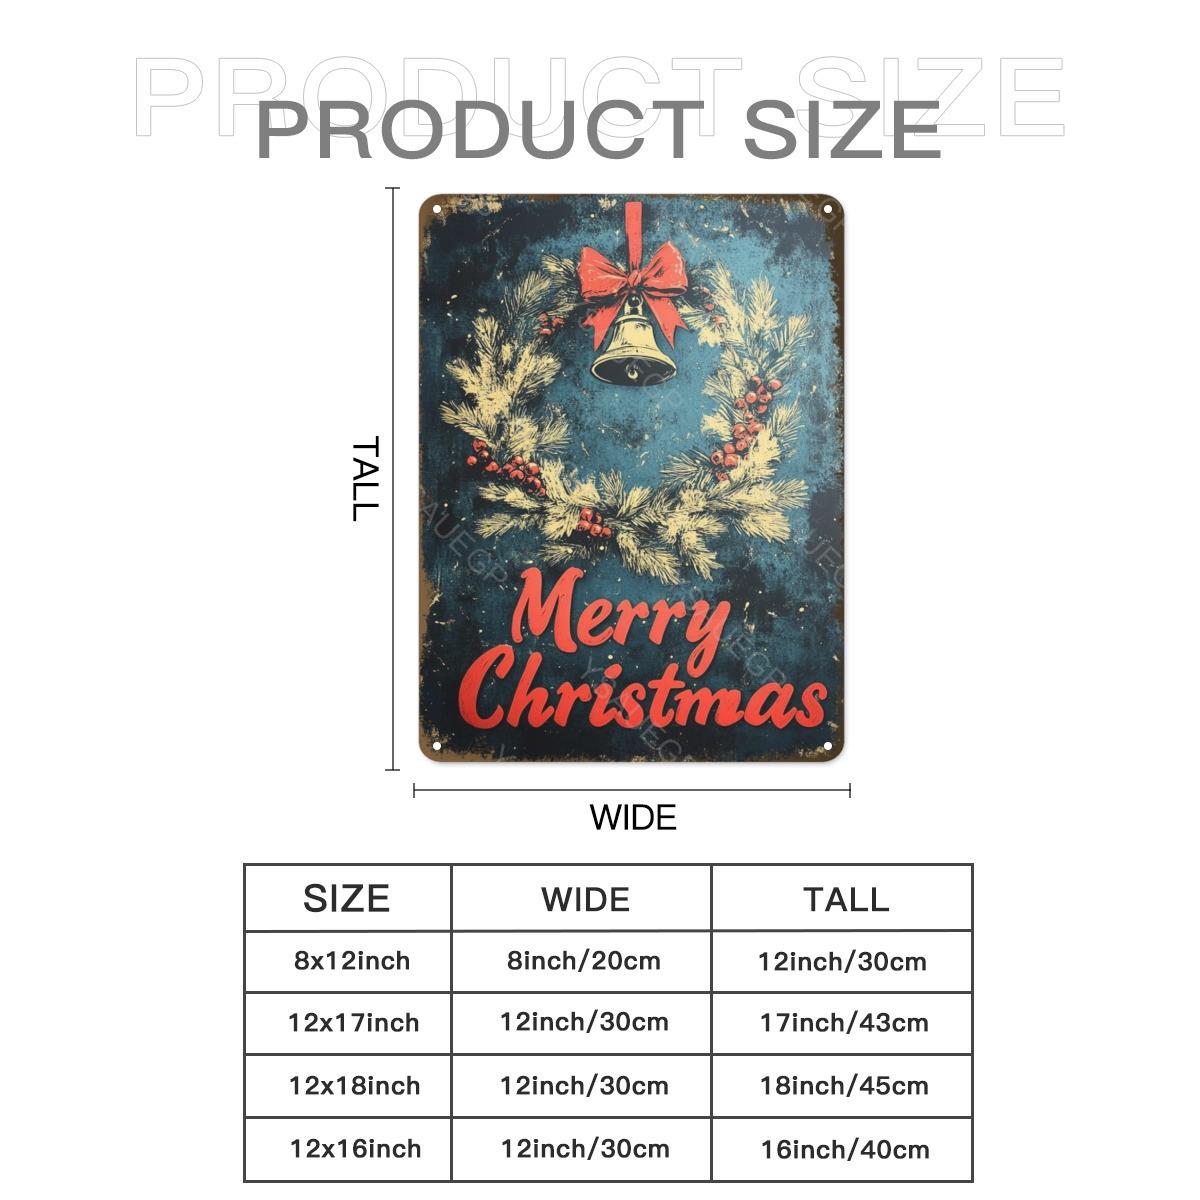 PRODUCT SIZE
PRODUCT SIZE
TALL
Merry
Christmas
WIDE
SIZE WIDE TALL
8x12inch 8inch/20cm 12inch/30cm
12x17inch 12inch/30cm 17inch/43cm
12x18inch 12inch/30cm 18inch/45cm
12x16inch 12inch/30cm 16inch/40cm